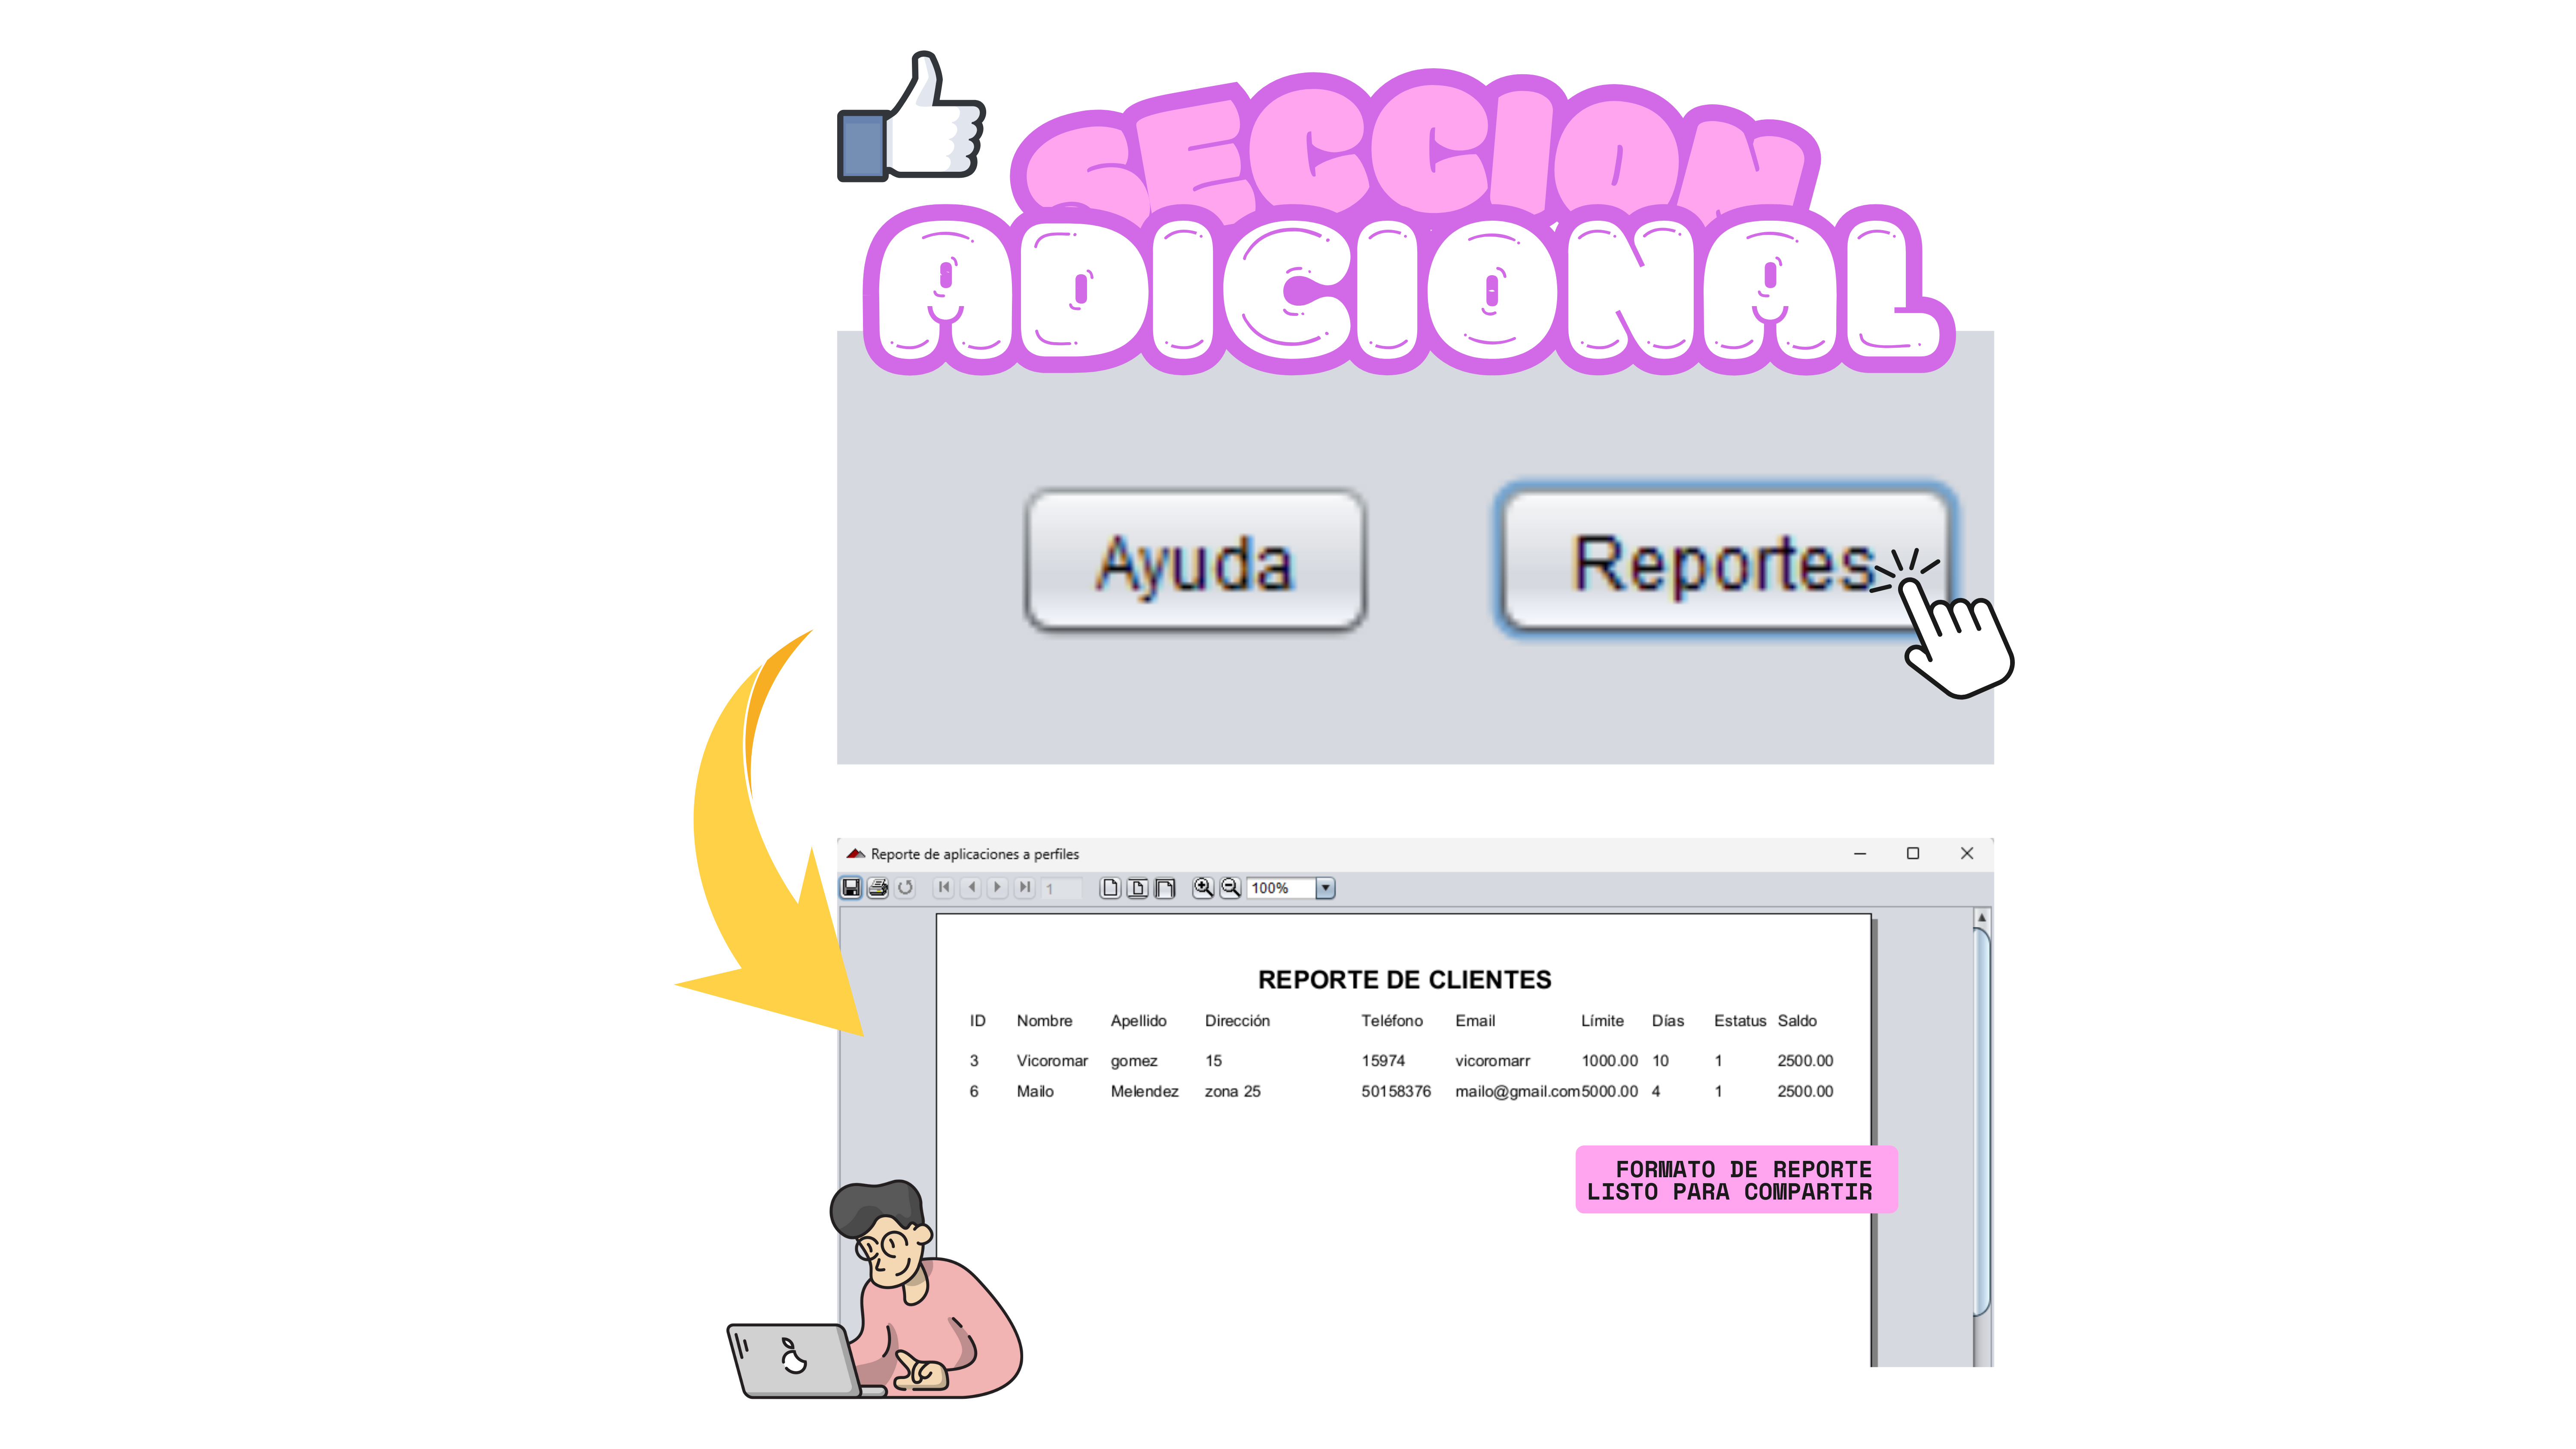 SECCION
ADICIONAL
Ayuda
Reportes
Reporte de aplicaciones a perfiles
1
100%
REPORTE DE CLIENTES
ID Nombre Apellido Dirección Teléfono Email Límite Días Estatus Saldo
3 Vicoromar gomez 15 15974 vicoromarr 1000.00 10 1 2500.00
6 Mailo Melendez zona 25 50158376 mailo@gmail.com 5000.00 4 1 2500.00
FORMATO DE REPORTE
LISTO PARA COMPARTIR